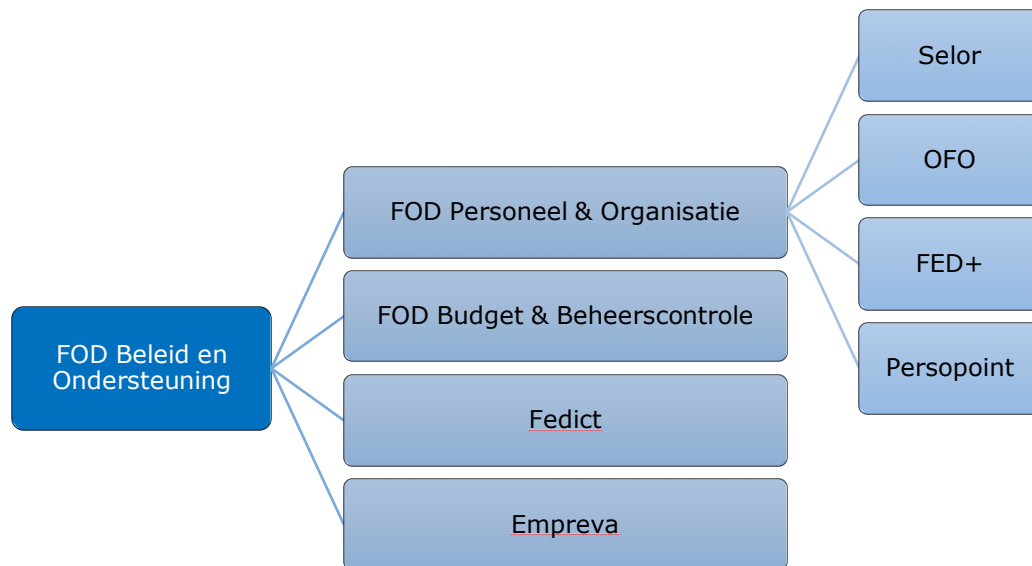 FOD Beleid en
Ondersteuning
FOD Personeel & Organisatie
FOD Budget & Beheerscontrole
Fedict
Empreva
Selor
OFO
FED+
Persopoint